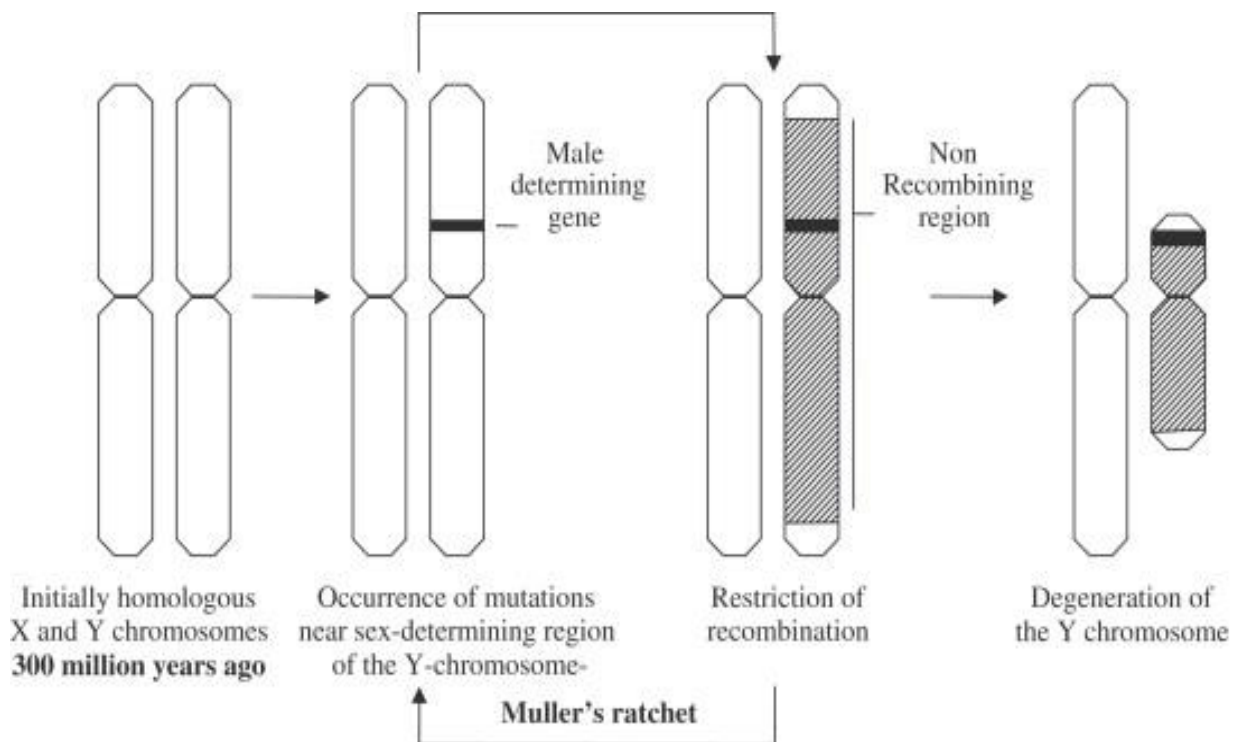 Male
determining
gene
Non
Recombining
region
Initially homologous
X and Y chromosomes
300 million years ago
Occurrence of mutations
near sex-determining region
of the Y-chromosome-
Restriction of
recombination
Degeneration of
the Y chromosome
Muller's ratchet